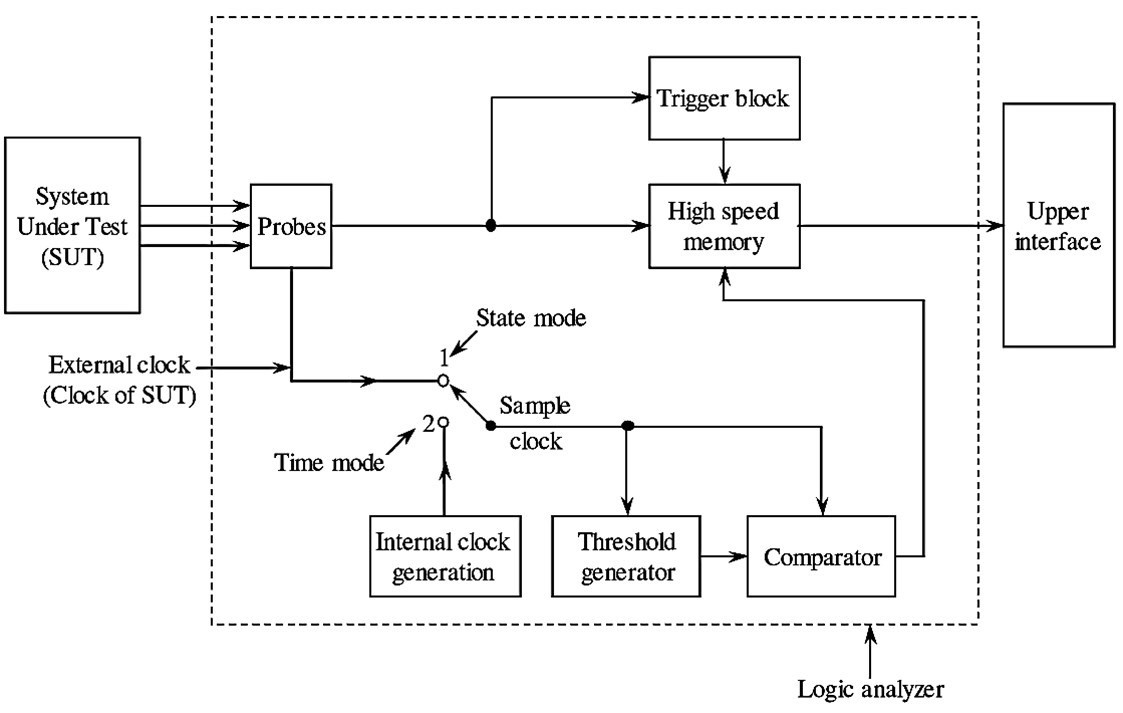 Trigger block
System
Under Test
(SUT)
Probes
High speed
memory
Upper
interface
State mode
1
External clock
(Clock of SUT)
Sample
clock
2
Time mode
Internal clock
generation
Threshold
generator
Comparator
Logic analyzer